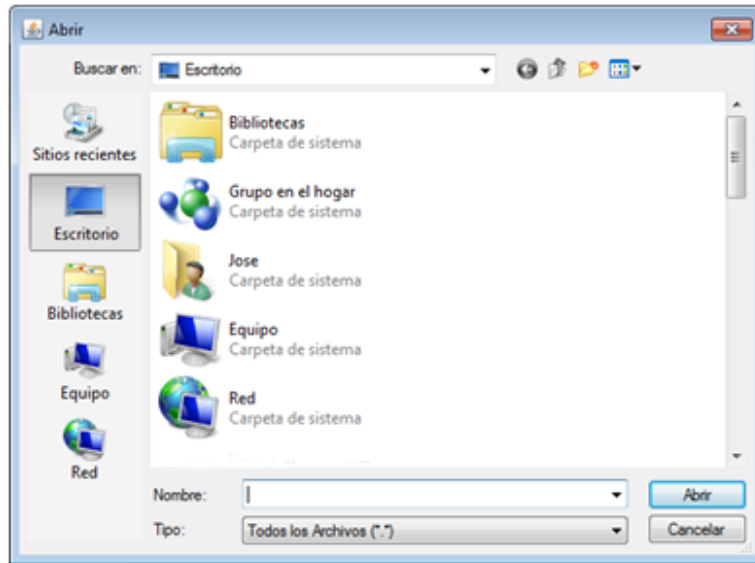 Abrir
Buscar en: Escritorio
Sitios recientes
Escritorio
Bibliotecas
Equipo
Red
Bibliotecas
Carpeta de sistema
Grupo en el hogar
Carpeta de sistema
Jose
Carpeta de sistema
Equipo
Carpeta de sistema
Red
Carpeta de sistema
Nombre:
Abrir
Tipo: Todos los Archivos (*.*)
Cancelar